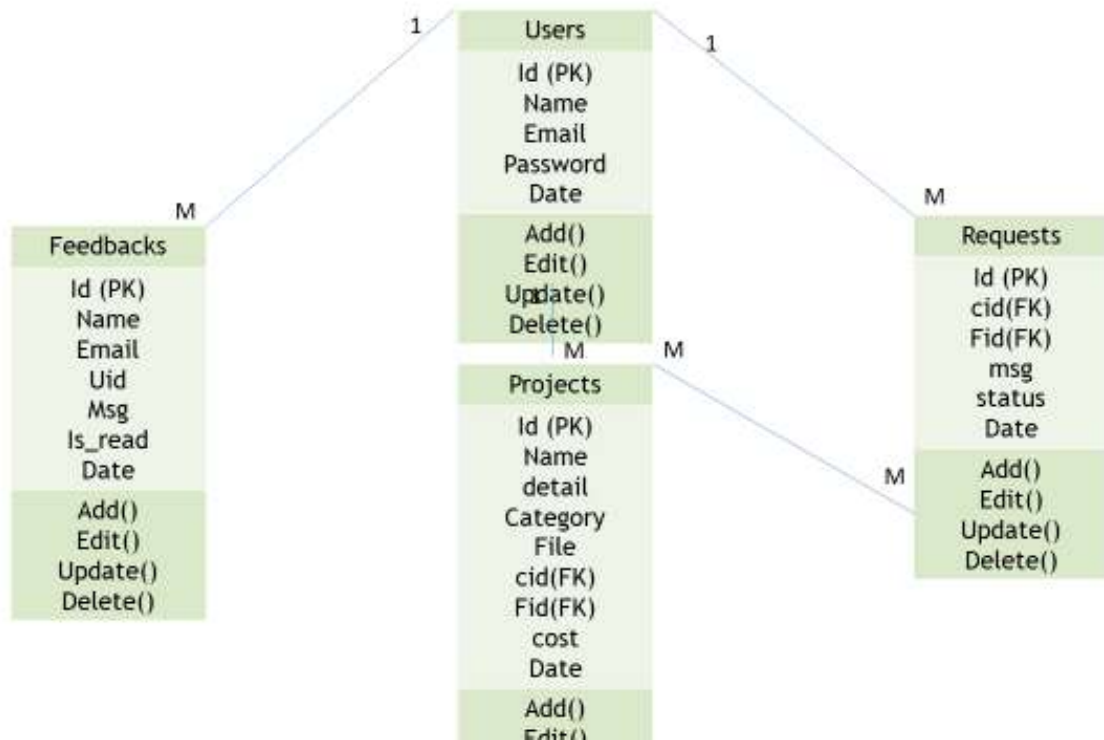 1
Users
1
Id (PK)
Name
Email
Password
Date
Add()
Edit()
Update()
1
Delete()
M
Feedbacks
Id (PK)
Name
Email
Uid
Msg
Is_read
Date
Add()
Edit()
Update()
Delete()
M
Requests
Id (PK)
cid(FK)
Fid(FK)
msg
status
Date
M
Add()
Edit()
Update()
Delete()
M
M
Projects
Id (PK)
Name
detail
Category
File
cid(FK)
Fid(FK)
cost
Date
Add()
Edit()